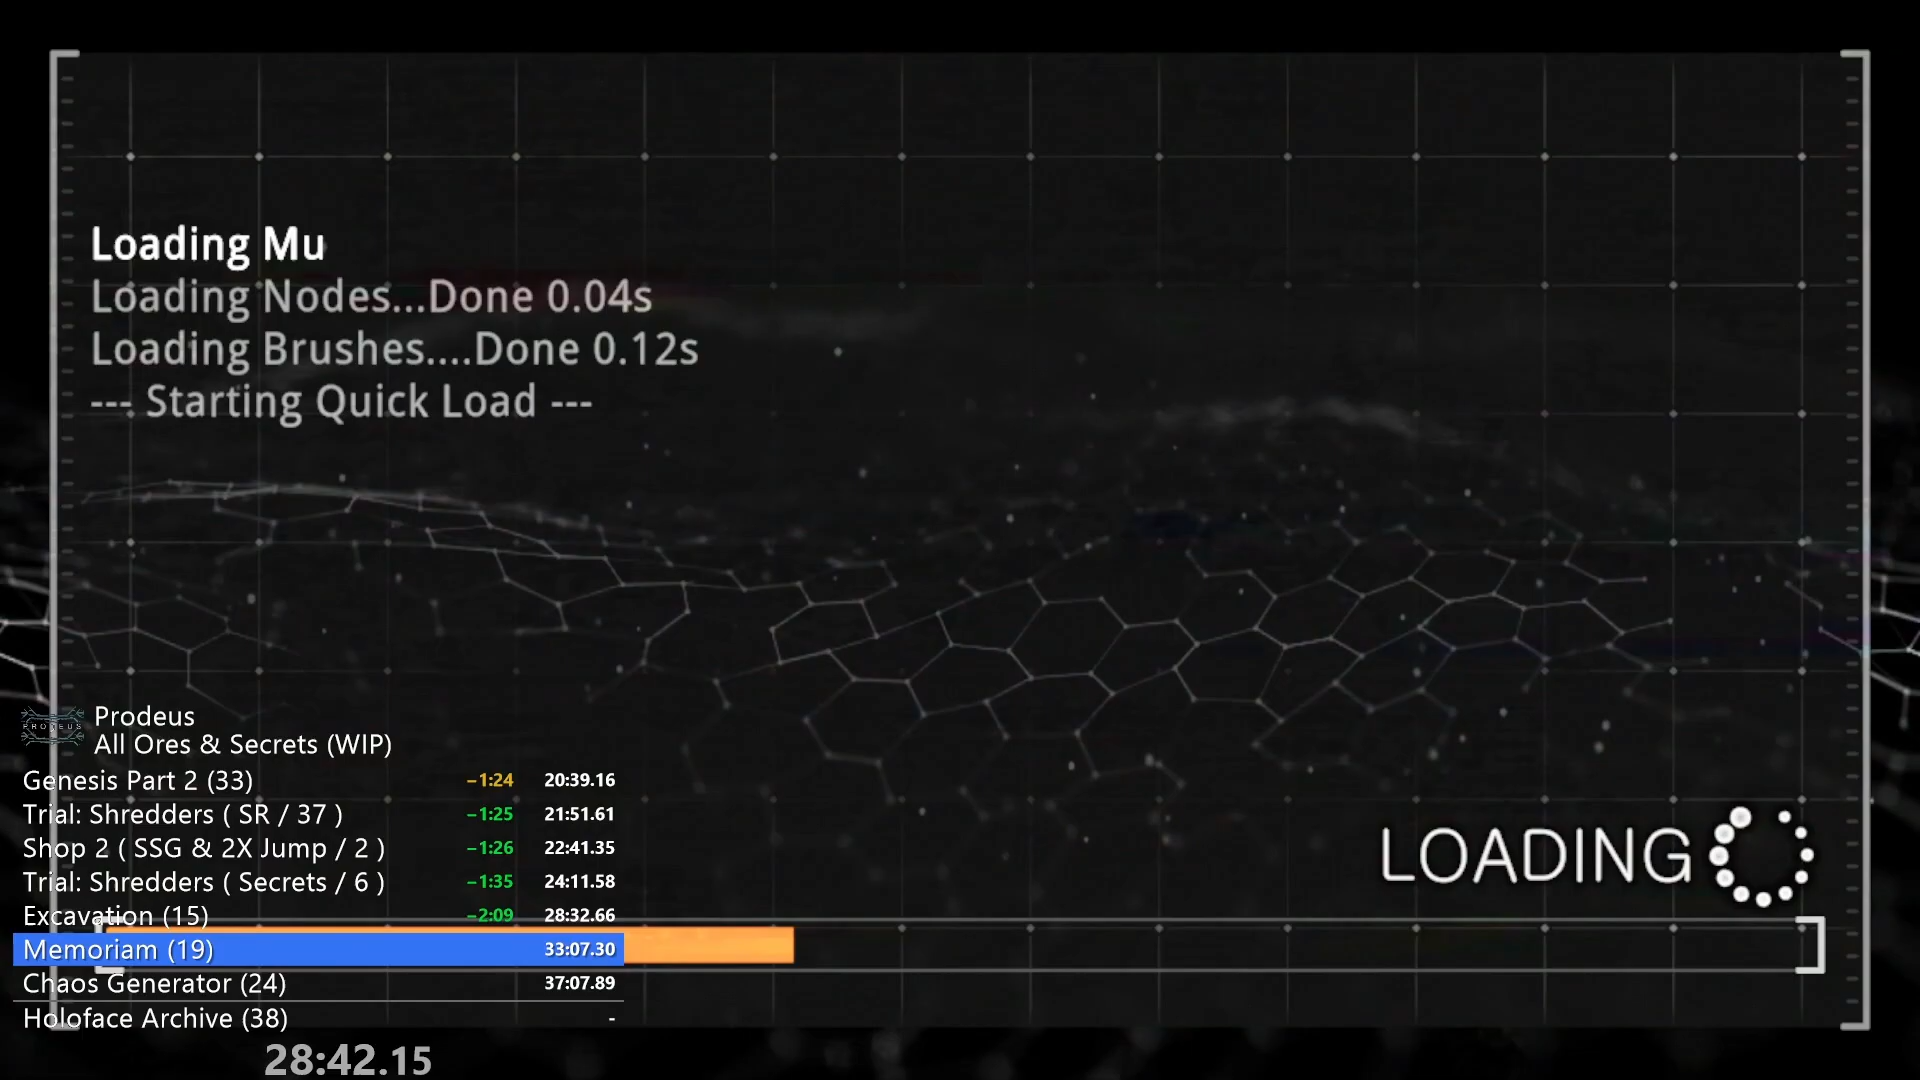 Loading Mu
Loading Nodes...Done 0.04s
Loading Brushes....Done 0.12s
--- Starting Quick Load ---
PRODEUS
Prodeus
All Ores & Secrets (WIP)
Genesis Part 2 (33) −1:24 20:39.16
Trial: Shredders ( SR / 37 ) −1:25 21:51.61
Shop 2 ( SSG & 2X Jump / 2 ) −1:26 22:41.35
Trial: Shredders ( Secrets / 6 ) −1:35 24:11.58
LOADING
Excavation (15) −2:09 28:32.66
Memoriam (19) 33:07.30
Chaos Generator (24) 37:07.89
Holoface Archive (38) -
28:42.15